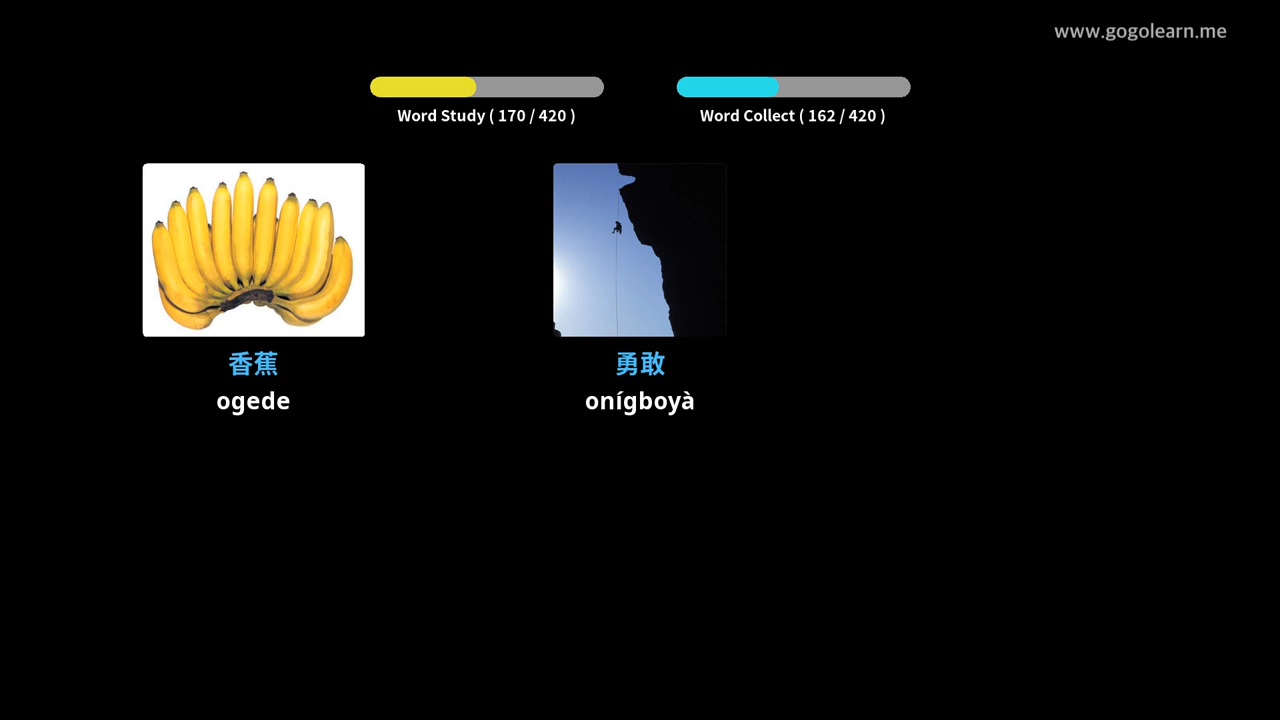 www.gogolearn.me
Word Study ( 170 / 420 )
Word Collect ( 162 / 420 )
香蕉
ogede
勇敢
onígboyà